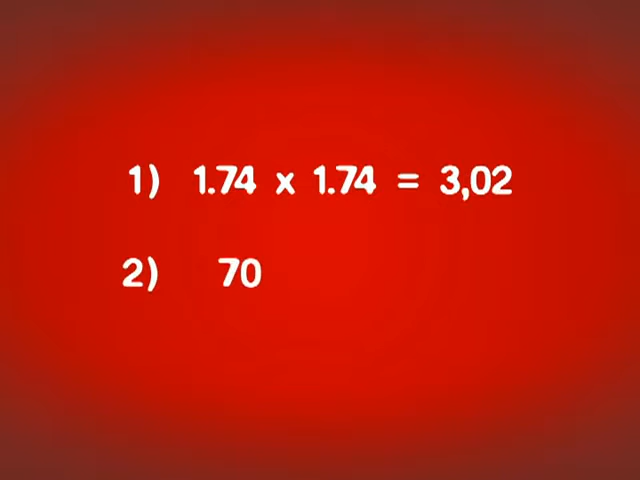 1) 1.74 x 1.74 = 3,02
2) 70